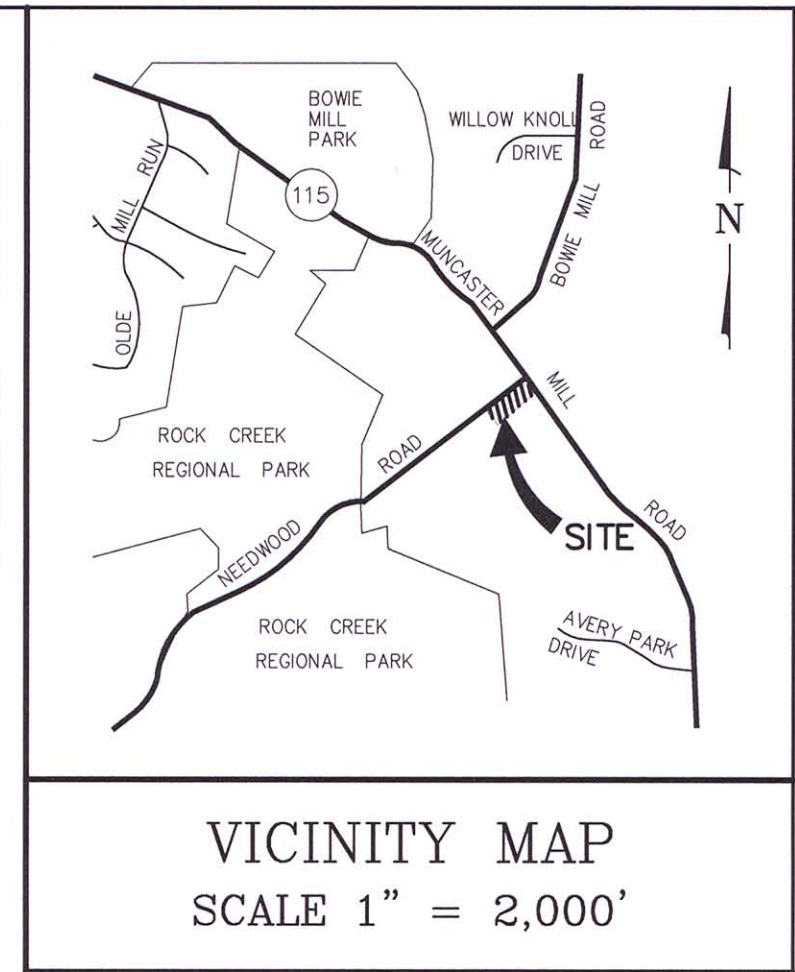 BOWIE
MILL
PARK
WILLOW KNOLL
DRIVE
ROAD
BOWIE MILL
N
115
MUNCASTER
MILL
ROAD
OLDE
MILL
RUN
ROCK CREEK
REGIONAL PARK
NEEDWOOD
ROAD
SITE
ROCK CREEK
REGIONAL PARK
AVERY PARK
DRIVE
VICINITY MAP
SCALE 1" = 2,000'